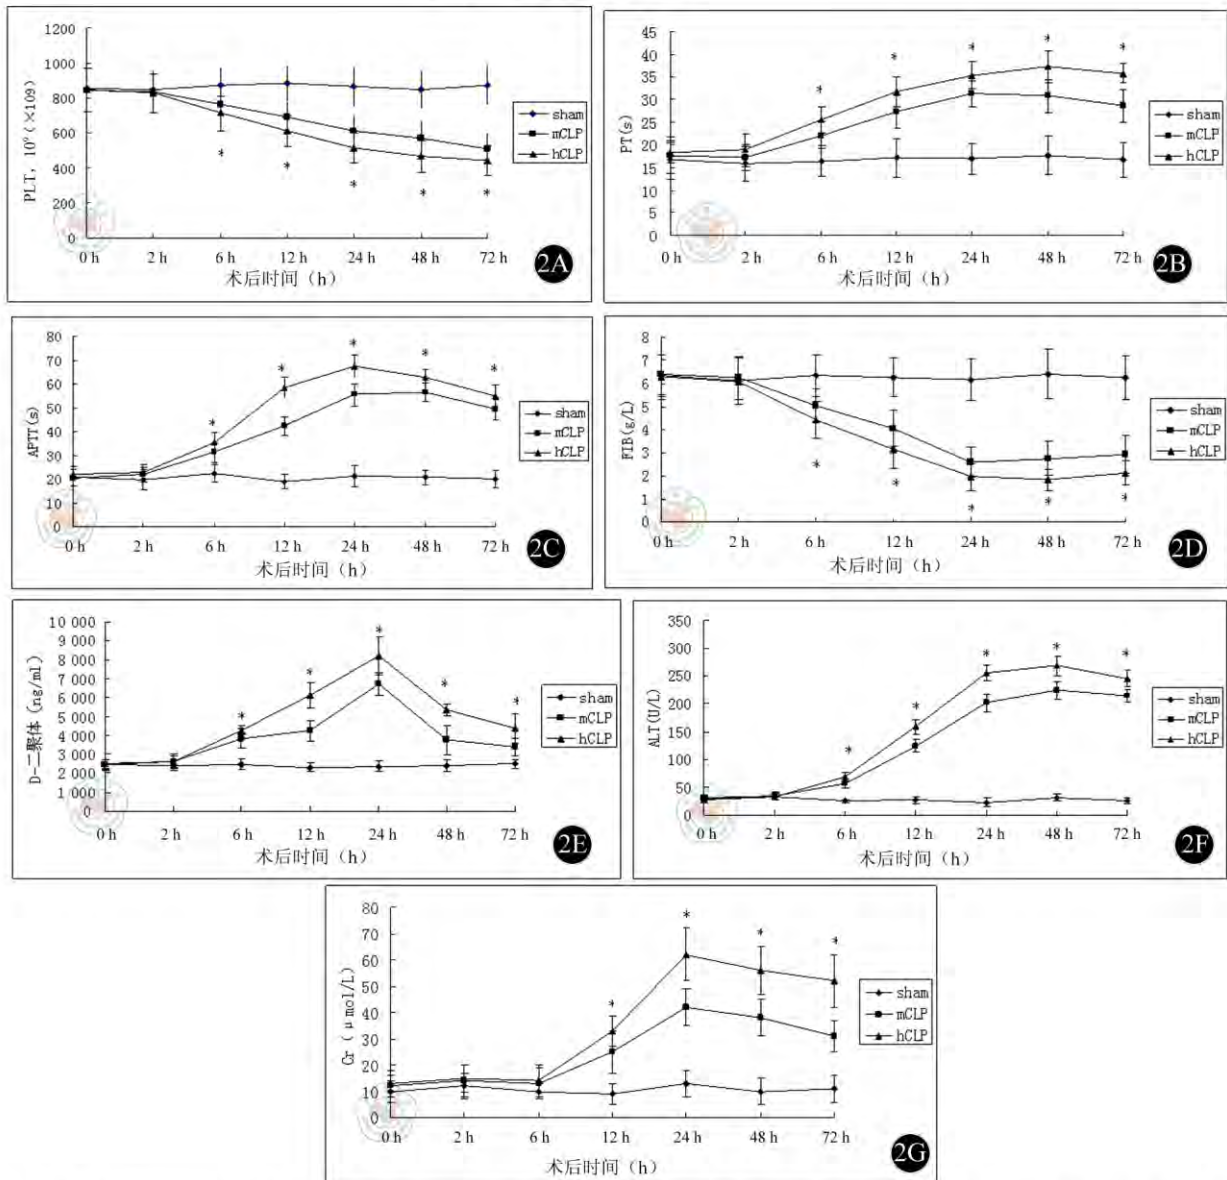 1200
1000
800
600
400
200
0
PLT, 10⁹(×109)
0 h 2 h 6 h 12 h 24 h 48 h 72 h
术后时间（h）
sham
mCLP
hCLP
* * * * *
2A
45
40
35
30
25
20
15
10
5
0
PT(s)
0 h 2 h 6 h 12 h 24 h 48 h 72 h
术后时间（h）
sham
mCLP
hCLP
* * * * *
2B
80
70
60
50
40
30
20
10
0
APTT(s)
0 h 2 h 6 h 12 h 24 h 48 h 72 h
术后时间（h）
sham
mCLP
hCLP
* * * * *
2C
8
7
6
5
4
3
2
1
0
FIB(g/L)
0 h 2 h 6 h 12 h 24 h 48 h 72 h
术后时间（h）
sham
mCLP
hCLP
* * * * *
2D
10 000
9 000
8 000
7 000
6 000
5 000
4 000
3 000
2 000
1 000
0
D-二聚体(ng/ml)
0 h 2 h 6 h 12 h 24 h 48 h 72 h
术后时间（h）
sham
mCLP
hCLP
* * * * *
2E
350
300
250
200
150
100
50
0
ALT(U/L)
0 h 2 h 6 h 12 h 24 h 48 h 72 h
术后时间（h）
sham
mCLP
hCLP
* * * * *
2F
80
70
60
50
40
30
20
10
0
Cr(μmol/L)
0 h 2 h 6 h 12 h 24 h 48 h 72 h
术后时间（h）
sham
mCLP
hCLP
* * * *
2G